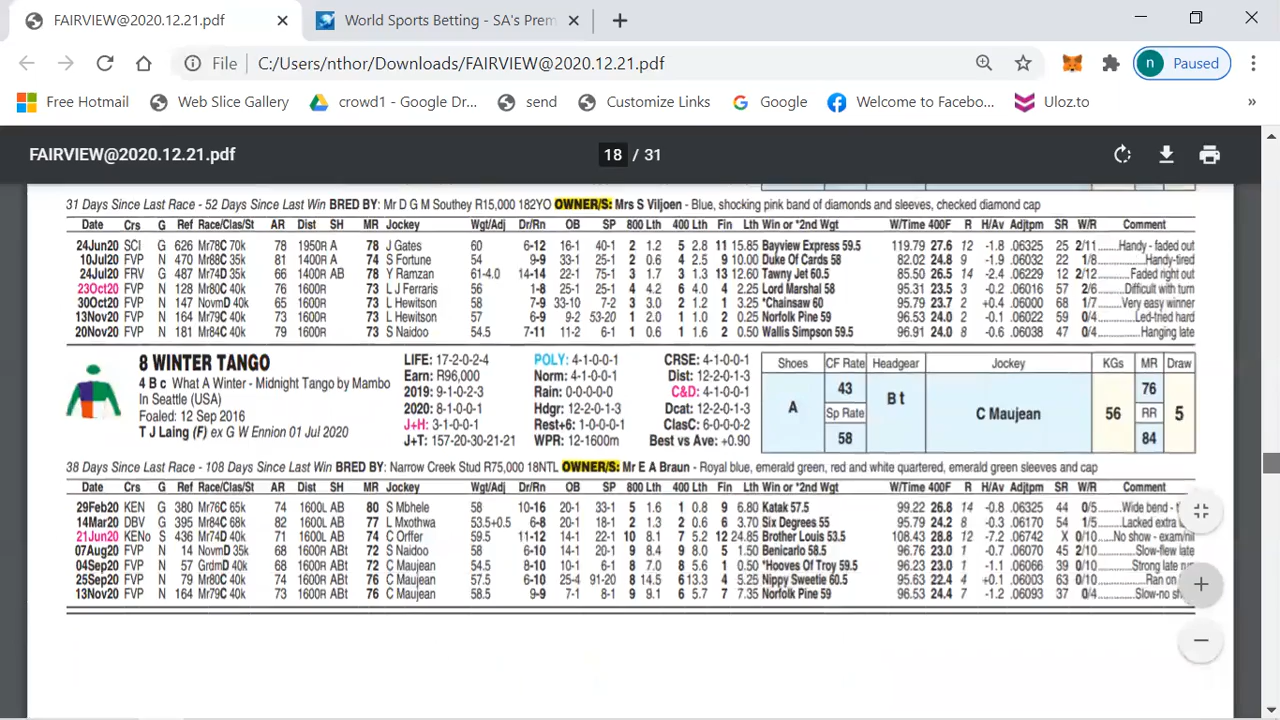 FAIRVIEW@2020.12.21.pdf
World Sports Betting - SA's Prem
File C:/Users/nthor/Downloads/FAIRVIEW@2020.12.21.pdf
n Paused
Free Hotmail Web Slice Gallery crowd1 - Google Dr... send Customize Links Google Welcome to Facebo... Uloz.to »
FAIRVIEW@2020.12.21.pdf 18 / 31
31 Days Since Last Race - 52 Days Since Last Win BRED BY: Mr D G M Southey R15,000 182YO OWNER/S: Mrs S Viljoen - Blue, shocking pink band of diamonds and sleeves, checked diamond cap
Date Crs G Ref Race/Clas/St AR Dist SH MR Jockey Wgt/Adj Dr/Rn OB SP 800 Lth 400 Lth Fin Lth Win or *2nd Wgt W/Time 400F R H/Av Adjtpm SR W/R Comment
24Jun20 SCI G 626 Mr78C 70k 78 1950R A 78 J Gates 60 6-12 16-1 40-1 2 1.2 5 2.8 11 15.85 Bayview Express 59.5 119.79 27.6 12 -1.8 .06325 25 2/11 Handy - faded out
10Jul20 FVP N 470 Mr88C 35k 81 1400R A 74 S Fortune 54 9-9 33-1 25-1 2 0.6 4 2.5 9 10.00 Duke Of Cards 58 82.02 24.8 9 -1.9 .06032 22 1/8 Handy-tired
24Jul20 FRV G 487 Mr74D 35k 66 1400R AB 78 Y Ramzan 61-4.0 14-14 22-1 75-1 3 1.7 3 1.3 13 12.60 Tawny Jet 60.5 85.50 26.5 14 -2.4 .06229 12 2/12 Faded right out
23Oct20 FVP N 128 Mr80C 40k 76 1600R 73 L J Ferraris 56 1-8 25-1 25-1 4 4.2 6 4.0 4 2.25 Lord Marshal 58 95.31 23.5 3 -0.2 .06016 57 2/6 Difficult with turn
30Oct20 FVP N 147 NovmD 40k 65 1600R 73 L Hewitson 58 7-9 33-10 7-2 3 3.0 2 1.2 1 3.25 *Chainsaw 60 95.79 23.7 2 +0.4 .06000 68 1/7 Very easy winner
13Nov20 FVP N 164 Mr79C 40k 73 1600R 73 L Hewitson 57 6-9 9-2 53-20 1 2.0 1 1.0 2 0.25 Norfolk Pine 59 96.53 24.0 2 -0.1 .06022 59 0/4 Led-tried hard
20Nov20 FVP N 181 Mr84C 40k 79 1600R 73 S Naidoo 54.5 7-11 11-2 6-1 1 0.6 1 1.6 2 0.50 Wallis Simpson 59.5 96.91 24.0 8 -0.6 .06038 47 0/4 Hanging late
8 WINTER TANGO
4 B c What A Winter - Midnight Tango by Mambo
In Seattle (USA)
Foaled: 12 Sep 2016
T J Laing (F) ex G W Ennion 01 Jul 2020
LIFE: 17-2-0-2-4 POLY: 4-1-0-0-1 CRSE: 4-1-0-0-1
Earn: R96,000 Norm: 4-1-0-0-1 Dist: 12-2-0-1-3
2019: 9-1-0-2-3 Rain: 0-0-0-0-0 C&D: 4-1-0-0-1
2020: 8-1-0-0-1 Hdgr: 12-2-0-1-3 Dcat: 12-2-0-1-3
J+H: 3-1-0-0-1 Rest+6: 1-0-0-0-1 ClasC: 6-0-0-0-2
J+T: 157-20-30-21-21 WPR: 12-1600m Best vs Ave: +0.90
Shoes CF Rate Headgear Jockey KGs MR Draw
A 43 Sp Rate 58 B t C Maujean 56 76 RR 84 5
38 Days Since Last Race - 108 Days Since Last Win BRED BY: Narrow Creek Stud R75,000 18NTL OWNER/S: Mr E A Braun - Royal blue, emerald green, red and white quartered, emerald green sleeves and cap
Date Crs G Ref Race/Clas/St AR Dist SH MR Jockey Wgt/Adj Dr/Rn OB SP 800 Lth 400 Lth Fin Lth Win or *2nd Wgt W/Time 400F R H/Av Adjtpm SR W/R Comment
29Feb20 KEN G 380 Mr76C 65k 74 1600L AB 80 S Mbhele 58 10-16 20-1 33-1 5 1.6 1 0.8 9 6.80 Katak 57.5 99.22 26.8 14 -0.8 .06325 44 0/5 Wide bend -
14Mar20 DBV G 395 Mr84C 68k 82 1600L AB 77 L Mxothwa 53.5+0.5 6-8 20-1 18-1 2 1.3 2 0.6 6 3.70 Six Degrees 55 95.79 24.2 8 -0.3 .06170 54 1/5 Lacked extra
21Jun20 KENo S 436 Mr74D 40k 71 1600L AB 74 C Orffer 59.5 11-12 14-1 22-1 10 8.1 7 5.2 12 24.85 Brother Louis 53.5 108.43 28.8 12 -7.2 .06742 X 0/10 No show - exam/nil
07Aug20 FVP N 14 NovmD 35k 68 1600R ABt 72 S Naidoo 58 6-10 14-1 20-1 9 8.4 9 8.0 5 1.50 Benicarlo 58.5 96.76 23.0 1 -0.7 .06070 45 2/10 Slow-flew late
04Sep20 FVP N 57 GrdmD 40k 68 1600R ABt 72 C Maujean 54.5 8-10 10-1 6-1 8 7.0 8 5.6 1 0.50 *Hooves Of Troy 59.5 96.23 23.0 1 -1.1 .06066 39 0/10 Strong late
25Sep20 FVP N 79 Mr80C 40k 74 1600R ABt 76 C Maujean 57.5 6-10 25-4 91-20 8 14.5 6 13.3 4 5.25 Nippy Sweetie 60.5 95.63 22.4 4 +0.1 .06003 63 0/10 Ran on
13Nov20 FVP N 164 Mr79C 40k 73 1600R ABt 76 C Maujean 58.5 9-9 7-1 8-1 9 9.1 6 5.7 7 7.35 Norfolk Pine 59 96.53 24.4 7 -1.2 .06093 37 0/4 Slow-no